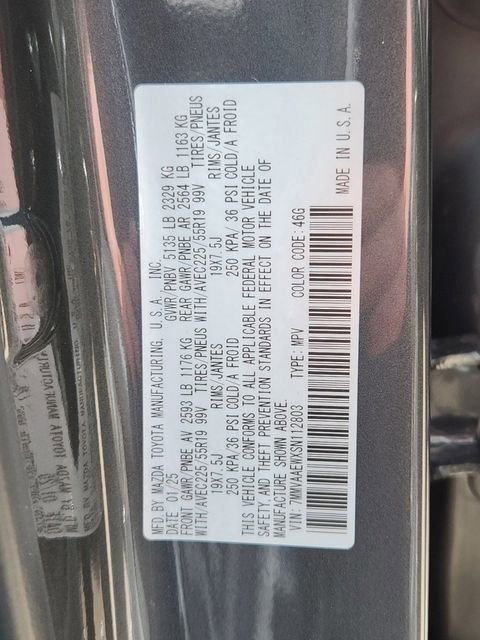 MFD.BY MAZDA TOYOTA MANUFACTURING, U.S.A., INC.
DATE 01/25 GVWR/PNBV 5135 LB 2329 KG
FRONT GAWR/PNBE AV 2593 LB 1176 KG REAR GAWR/PNBE AR 2564 LB 1163 KG
WITH/AVEC225/55R19 99V TIRES/PNEUS WITH/AVEC225/55R19 99V TIRES/PNEUS
19X7.5J RIMS/JANTES 19X7.5J RIMS/JANTES
250 KPA/36 PSI COLD/A FROID 250 KPA/ 36 PSI COLD/A FROID
THIS VEHICLE CONFORMS TO ALL APPLICABLE FEDERAL MOTOR VEHICLE
SAFETY AND THEFT PREVENTION STANDARDS IN EFFECT ON THE DATE OF
MANUFACTURE SHOWN ABOVE.
VIN: 7MMVAAEWXSN112803 TYPE: MPV COLOR CODE: 46G
MADE IN U.S.A.